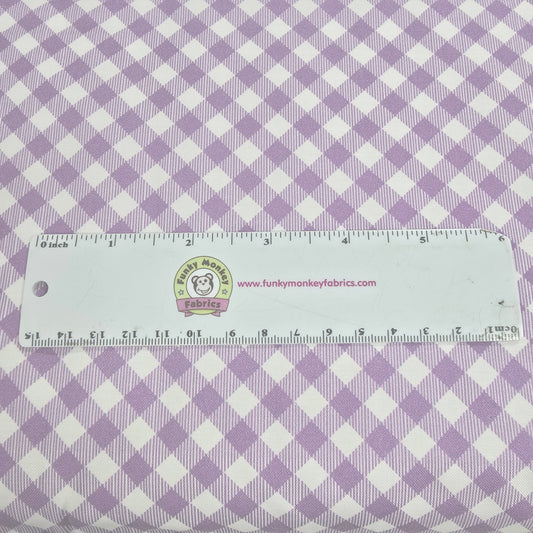 0 inch 1 2 3 4 5 6
Funky Monkey
Fabrics
www.funkymonkeyfabrics.com
15 14 13 12 11 10 9 8 7 6 5 4 3 2 1 0cm